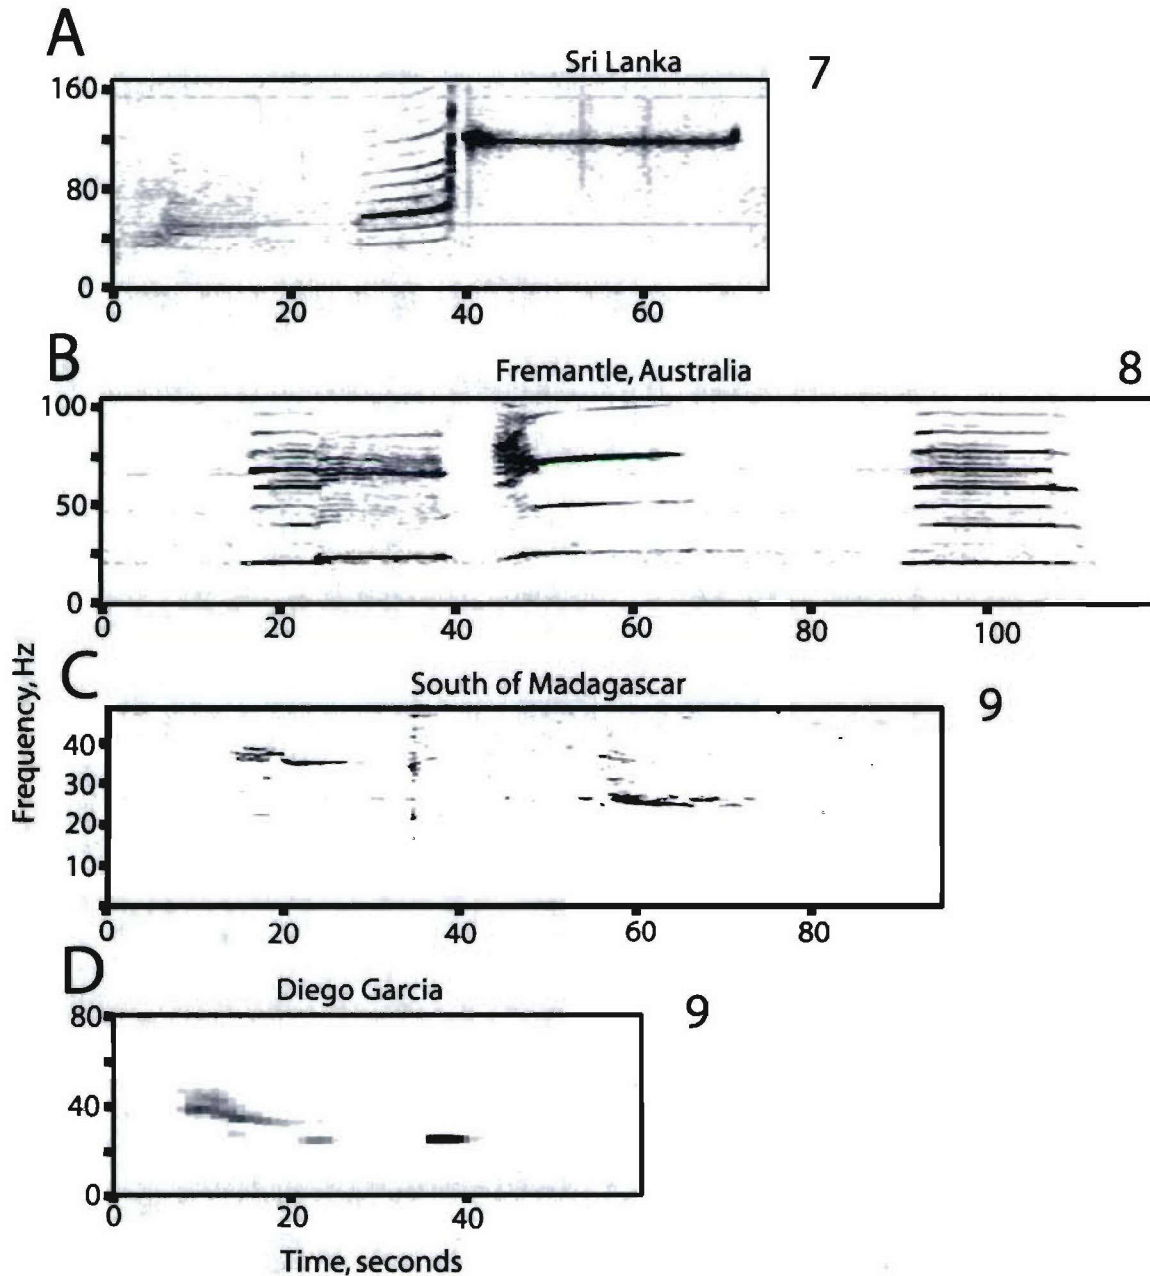 A
Sri Lanka
7
160
80
0
0 20 40 60
B
Fremantle, Australia
8
100
50
0
0 20 40 60 80 100
Frequency, Hz
C
South of Madagascar
9
40
30
20
10
0 20 40 60 80
D
Diego Garcia
9
80
40
0
0 20 40
Time, seconds